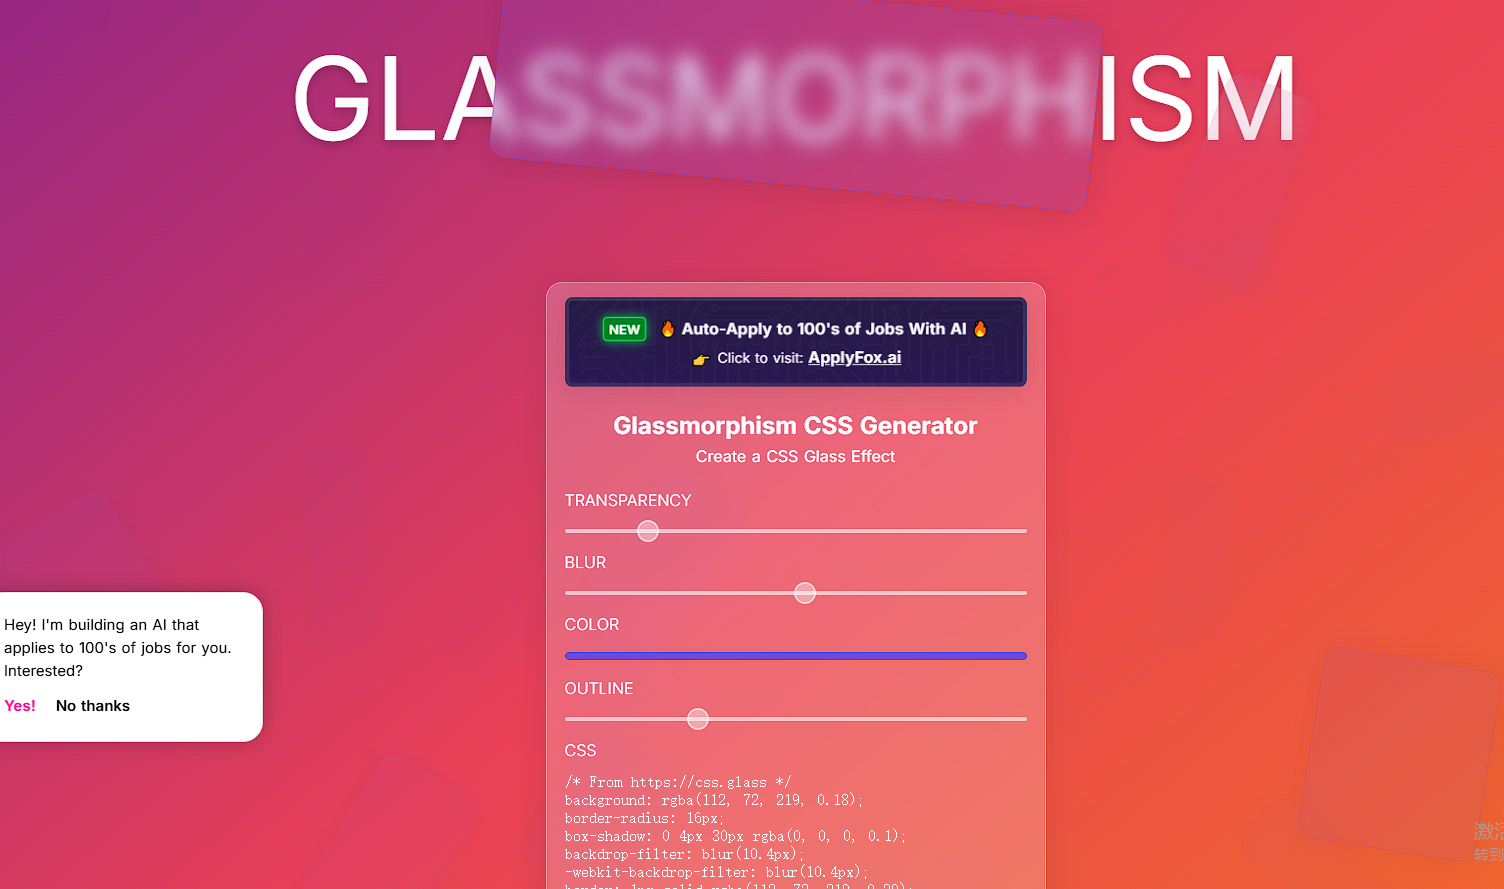 GLASSMORPHISM
NEW 🔥 Auto-Apply to 100's of Jobs With AI 🔥
👉 Click to visit: ApplyFox.ai
Glassmorphism CSS Generator
Create a CSS Glass Effect
TRANSPARENCY
BLUR
COLOR
OUTLINE
CSS
/* From https://css.glass */
background: rgba(112, 72, 219, 0.18);
border-radius: 16px;
box-shadow: 0 4px 30px rgba(0, 0, 0, 0.1);
backdrop-filter: blur(10.4px);
-webkit-backdrop-filter: blur(10.4px);
Hey! I'm building an AI that
applies to 100's of jobs for you.
Interested?
Yes! No thanks
激活
转到